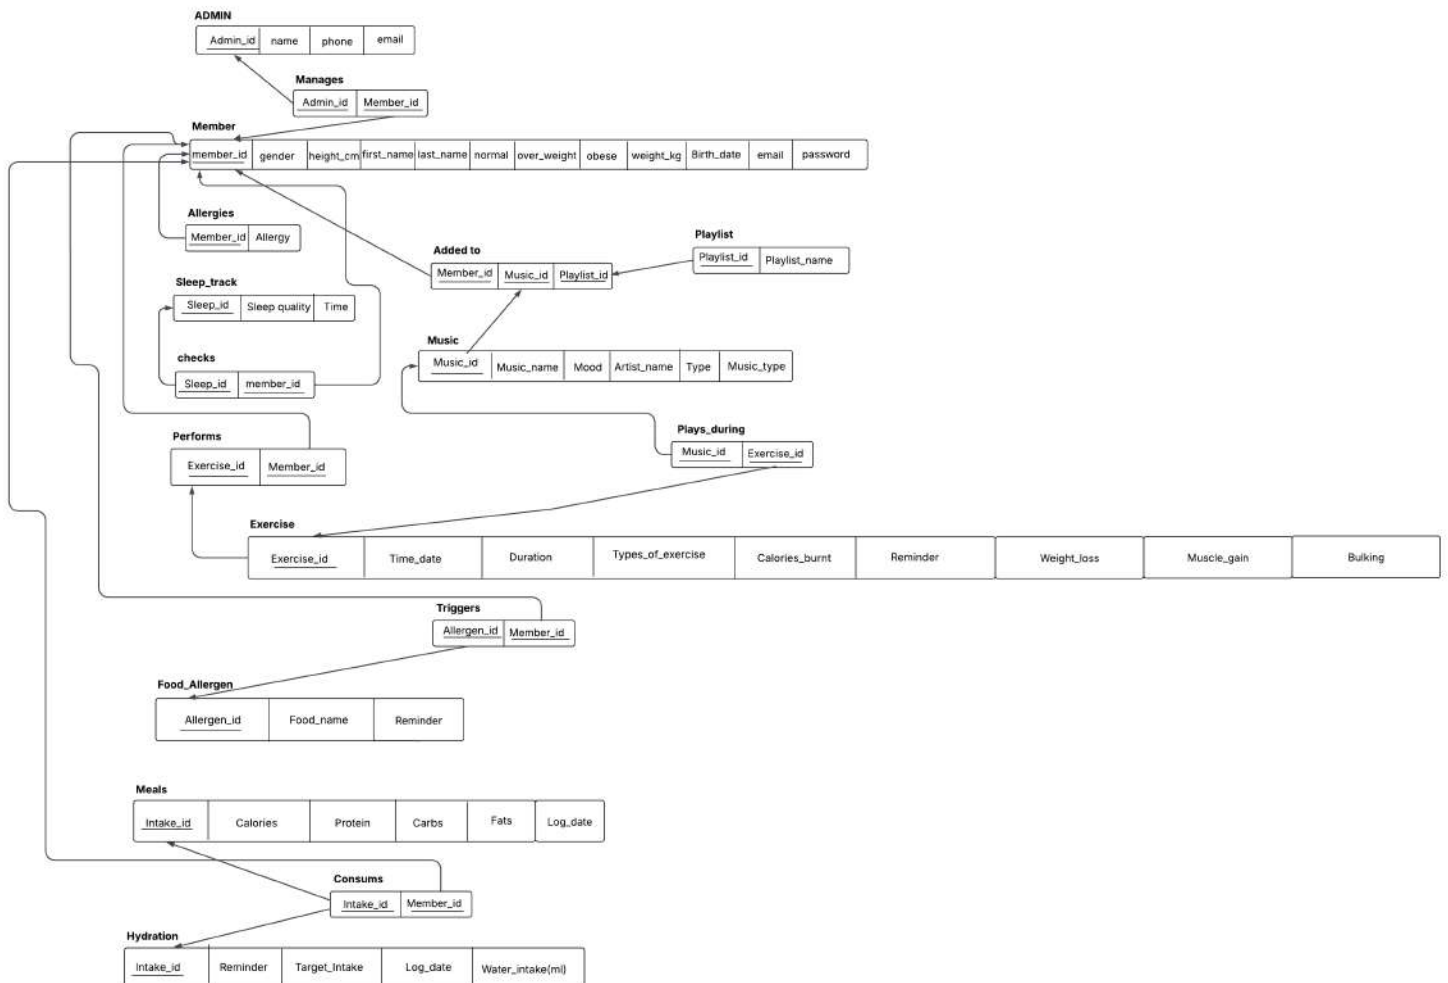 ADMIN
Admin_id name phone email
Manages
Admin_id Member_id
Member
member_id gender height_cm first_name last_name normal over_weight obese weight_kg Birth_date email password
Allergies
Member_id Allergy
Added to
Member_id Music_id Playlist_id
Playlist
Playlist_id Playlist_name
Sleep_track
Sleep_id Sleep quality Time
Music
Music_id Music_name Mood Artist_name Type Music_type
checks
Sleep_id member_id
Plays_during
Music_id Exercise_id
Performs
Exercise_id Member_id
Exercise
Exercise_id Time_date Duration Types_of_exercise Calories_burnt Reminder Weight_loss Muscle_gain Bulking
Triggers
Allergen_id Member_id
Food_Allergen
Allergen_id Food_name Reminder
Meals
Intake_id Calories Protein Carbs Fats Log_date
Consums
Intake_id Member_id
Hydration
Intake_id Reminder Target_Intake Log_date Water_intake(ml)